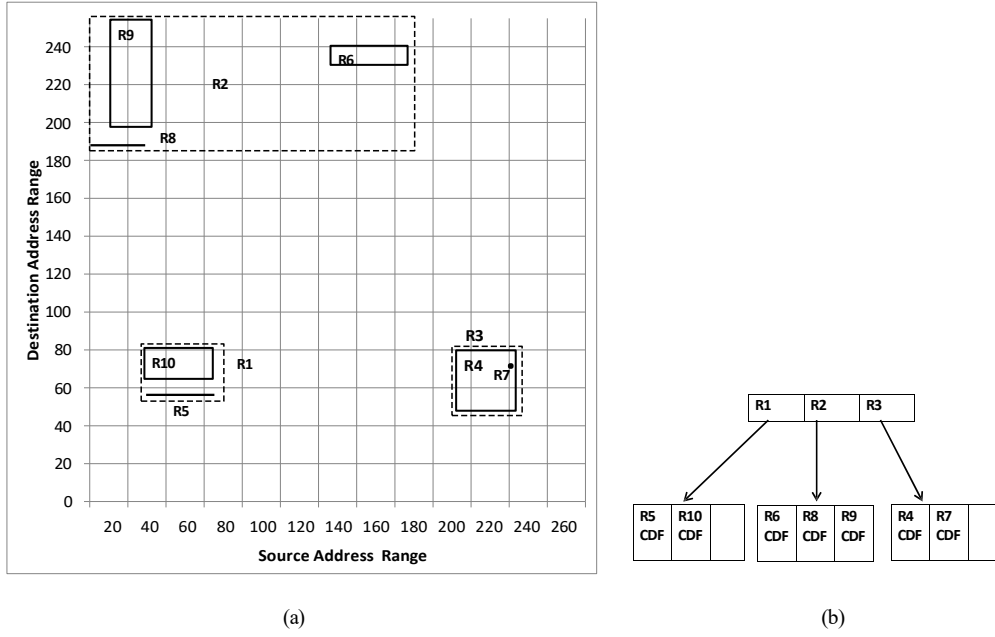 R9
R6
R2
R8
240
220
200
180
160
140
120
100
80
60
40
20
0
Destination Address Range
R3
R10
R1
R4
R7
R5
20 40 60 80 100 120 140 160 180 200 220 240 260
Source Address Range
R1 R2 R3
R5 R10 R6 R8 R9 R4 R7
CDF CDF CDF CDF CDF CDF CDF
(a) (b)